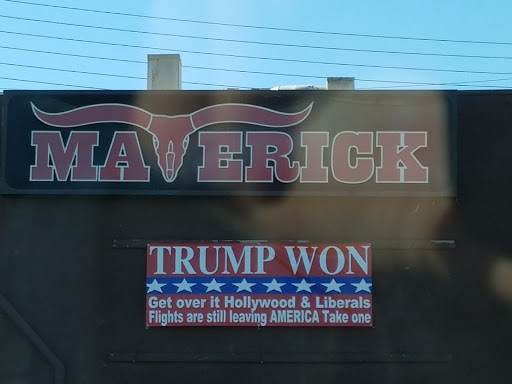 MAVERICK
TRUMP WON
Get over it Hollywood & Liberals
Flights are still leaving AMERICA Take one